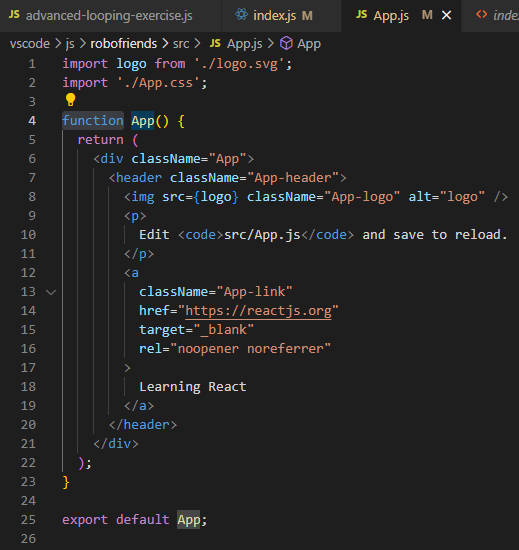 JS advanced-looping-exercise.js index.js M JS App.js M <> index
vscode > js > robofriends > src > JS App.js > App
1 import logo from './logo.svg';
2 import './App.css';
3
4 function App() {
5 return (
6 <div className="App">
7 <header className="App-header">
8 <img src={logo} className="App-logo" alt="logo" />
9 <p>
10 Edit <code>src/App.js</code> and save to reload.
11 </p>
12 <a
13 className="App-link"
14 href="https://reactjs.org"
15 target="_blank"
16 rel="noopener noreferrer"
17 >
18 Learning React
19 </a>
20 </header>
21 </div>
22 );
23 }
24
25 export default App;
26